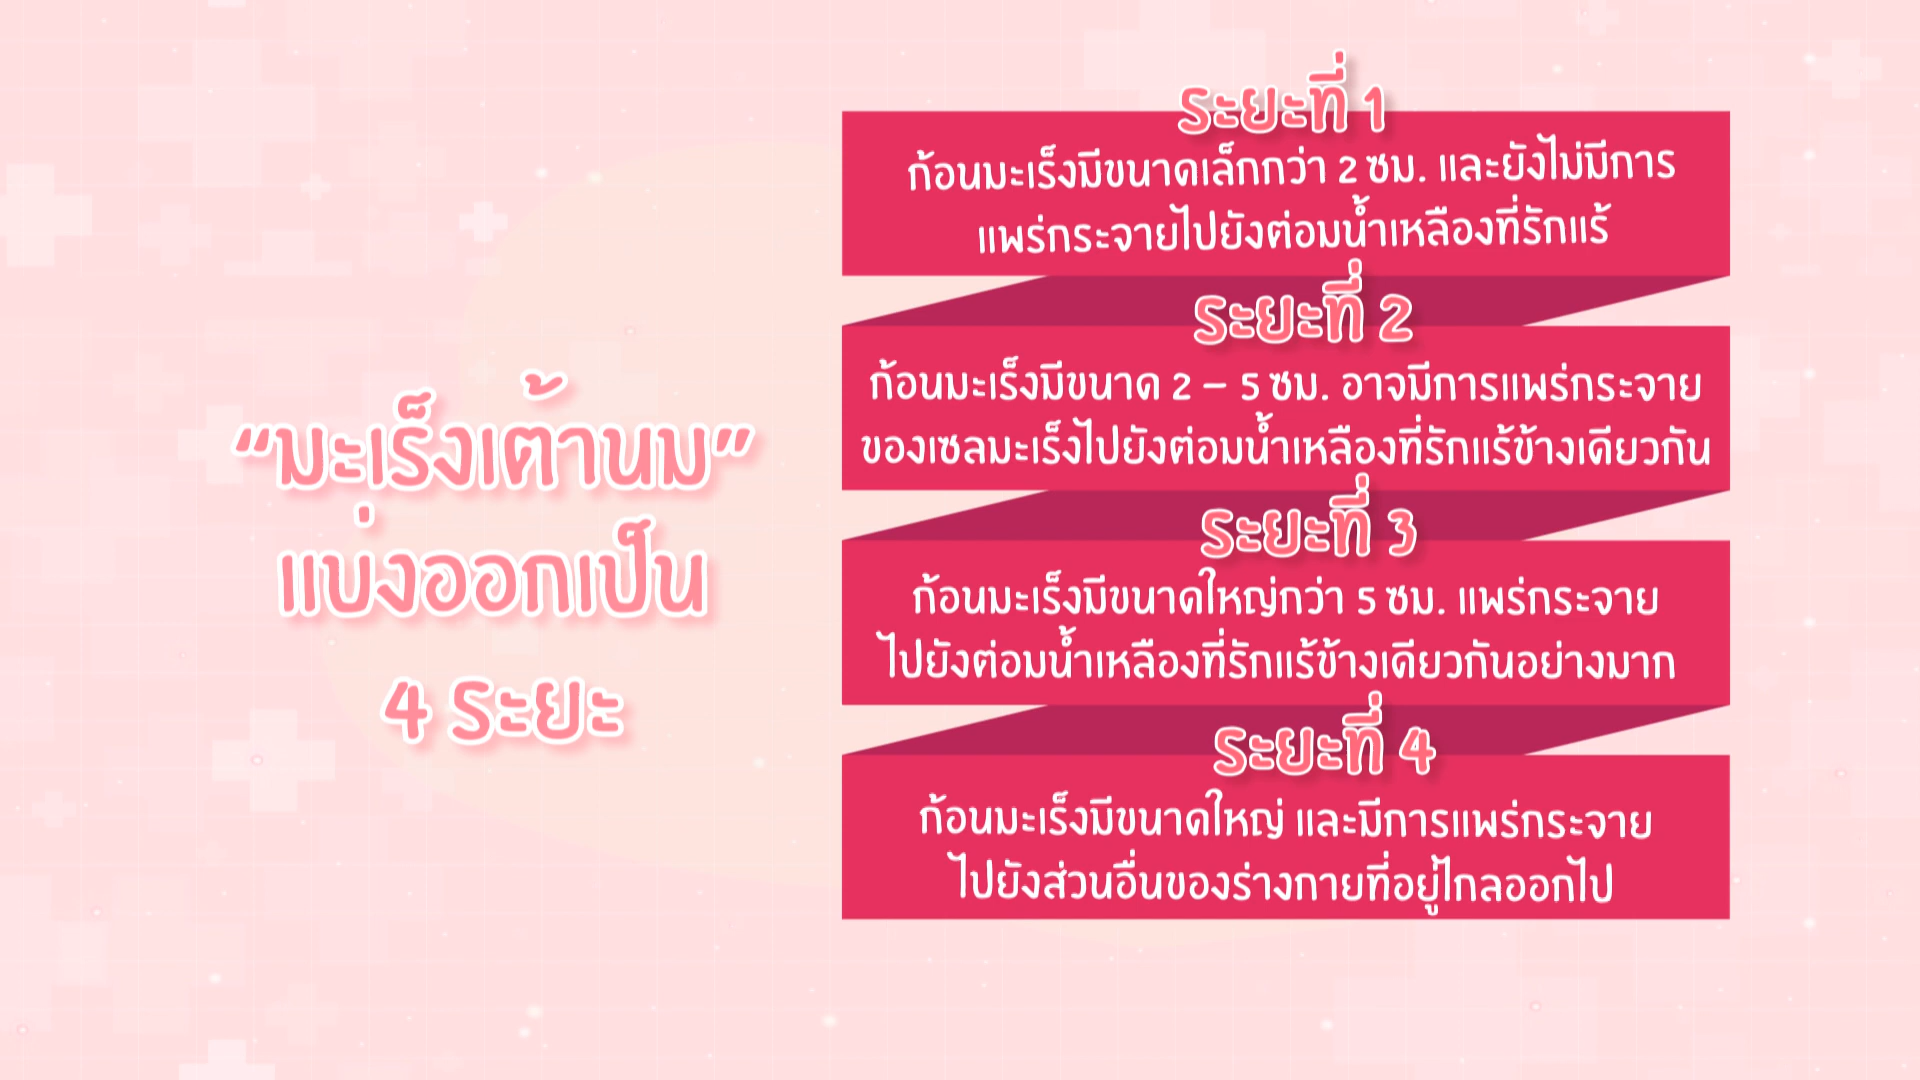 “มะเร็งเต้านม”
แบ่งออกเป็น
4 ระยะ
ระยะที่ 1
ก้อนมะเร็งมีขนาดเล็กกว่า 2 ซม. และยังไม่มีการ
แพร่กระจายไปยังต่อมน้ำเหลืองที่รักแร้
ระยะที่ 2
ก้อนมะเร็งมีขนาด 2 – 5 ซม. อาจมีการแพร่กระจาย
ของเซลมะเร็งไปยังต่อมน้ำเหลืองที่รักแร้ข้างเดียวกัน
ระยะที่ 3
ก้อนมะเร็งมีขนาดใหญ่กว่า 5 ซม. แพร่กระจาย
ไปยังต่อมน้ำเหลืองที่รักแร้ข้างเดียวกันอย่างมาก
ระยะที่ 4
ก้อนมะเร็งมีขนาดใหญ่ และมีการแพร่กระจาย
ไปยังส่วนอื่นของร่างกายที่อยู่ไกลออกไป